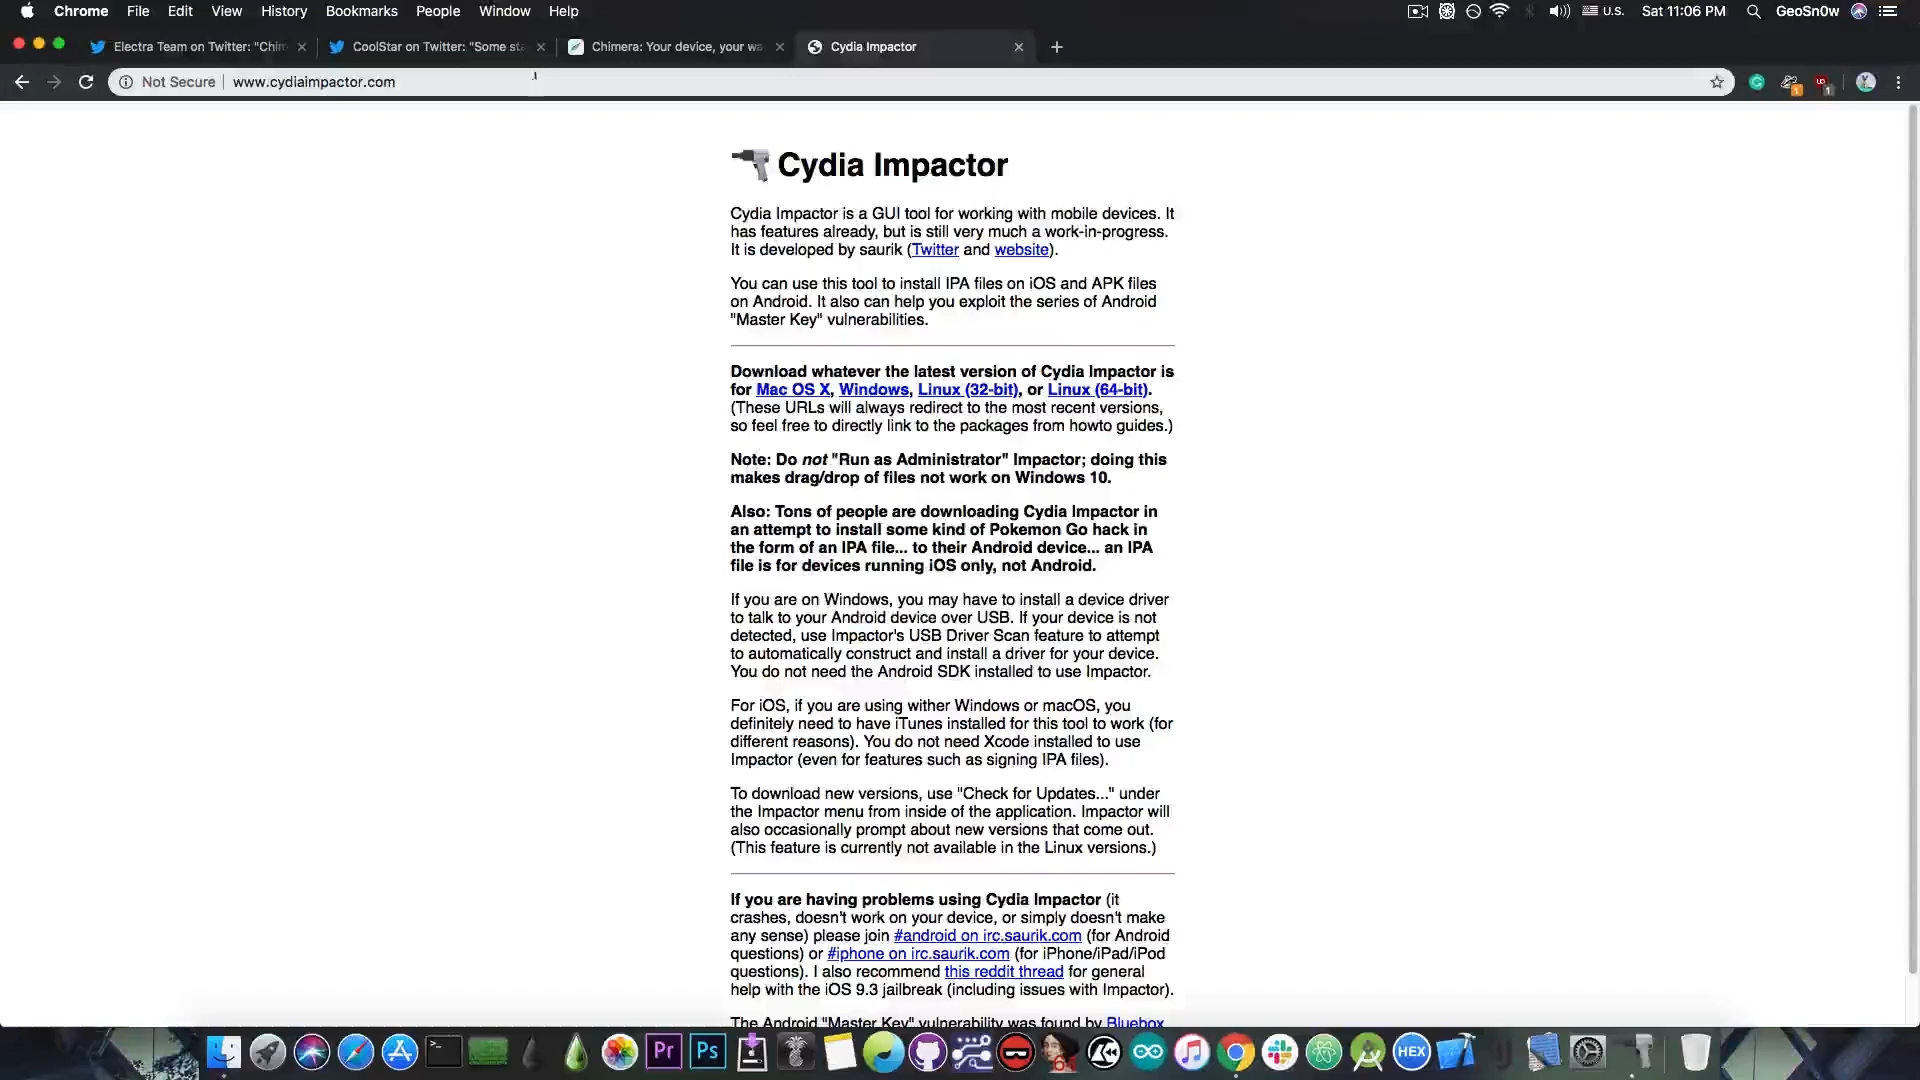 Chrome File Edit View History Bookmarks People Window Help
U.S. Sat 11:06 PM GeoSn0w
Electra Team on Twitter: "Chim
CoolStar on Twitter: "Some sta
Chimera: Your device, your wa
Cydia Impactor
Not Secure www.cydiaimpactor.com
Cydia Impactor
Cydia Impactor is a GUI tool for working with mobile devices. It
has features already, but is still very much a work-in-progress.
It is developed by saurik (Twitter and website).
You can use this tool to install IPA files on iOS and APK files
on Android. It also can help you exploit the series of Android
"Master Key" vulnerabilities.
Download whatever the latest version of Cydia Impactor is
for Mac OS X, Windows, Linux (32-bit), or Linux (64-bit).
(These URLs will always redirect to the most recent versions,
so feel free to directly link to the packages from howto guides.)
Note: Do not "Run as Administrator" Impactor; doing this
makes drag/drop of files not work on Windows 10.
Also: Tons of people are downloading Cydia Impactor in
an attempt to install some kind of Pokemon Go hack in
the form of an IPA file... to their Android device... an IPA
file is for devices running iOS only, not Android.
If you are on Windows, you may have to install a device driver
to talk to your Android device over USB. If your device is not
detected, use Impactor's USB Driver Scan feature to attempt
to automatically construct and install a driver for your device.
You do not need the Android SDK installed to use Impactor.
For iOS, if you are using wither Windows or macOS, you
definitely need to have iTunes installed for this tool to work (for
different reasons). You do not need Xcode installed to use
Impactor (even for features such as signing IPA files).
To download new versions, use "Check for Updates..." under
the Impactor menu from inside of the application. Impactor will
also occasionally prompt about new versions that come out.
(This feature is currently not available in the Linux versions.)
If you are having problems using Cydia Impactor (it
crashes, doesn't work on your device, or simply doesn't make
any sense) please join #android on irc.saurik.com (for Android
questions) or #iphone on irc.saurik.com (for iPhone/iPad/iPod
questions). I also recommend this reddit thread for general
help with the iOS 9.3 jailbreak (including issues with Impactor).
The Android "Master Key" vulnerability was found by Bluebox
Pr Ps 64 HEX